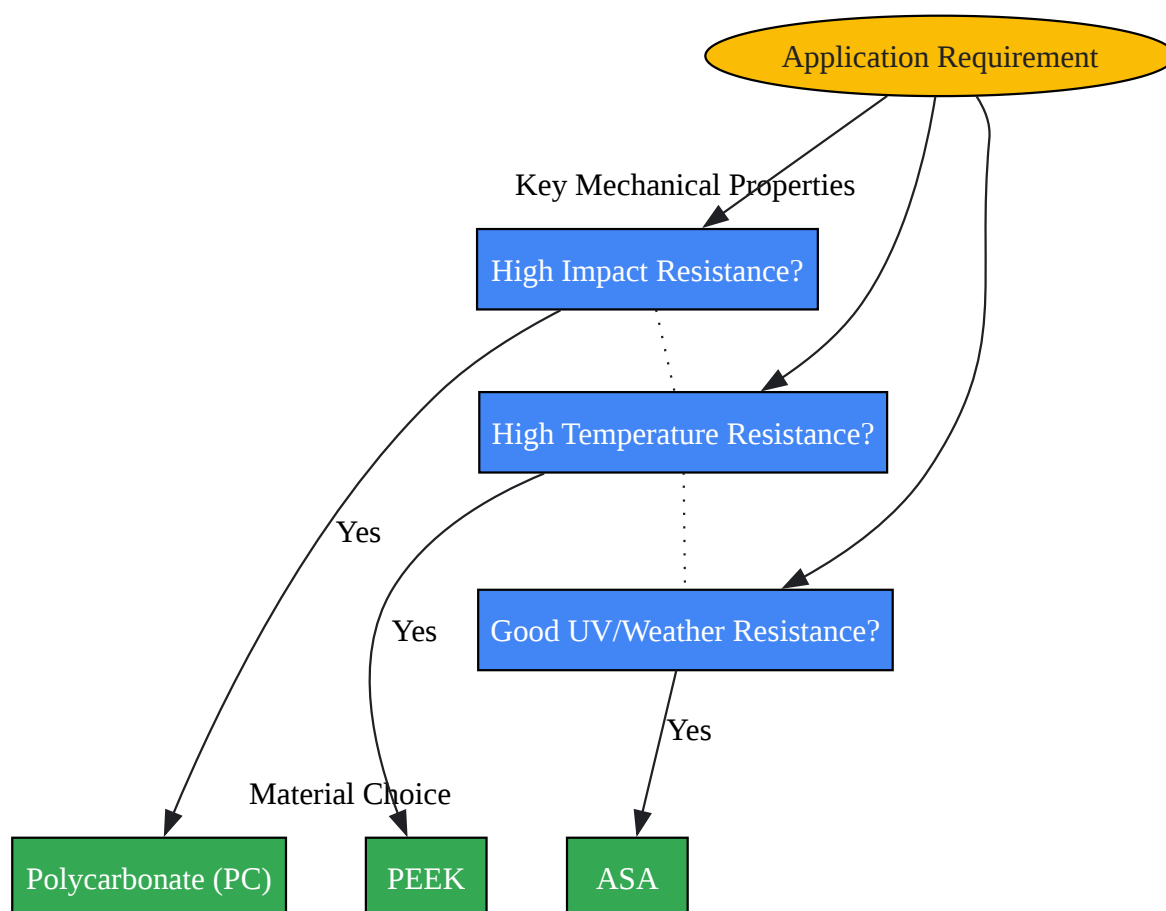 Application Requirement
Key Mechanical Properties
High Impact Resistance?
High Temperature Resistance?
Yes
Good UV/Weather Resistance?
Yes
Yes
Material Choice
Polycarbonate (PC)
PEEK
ASA